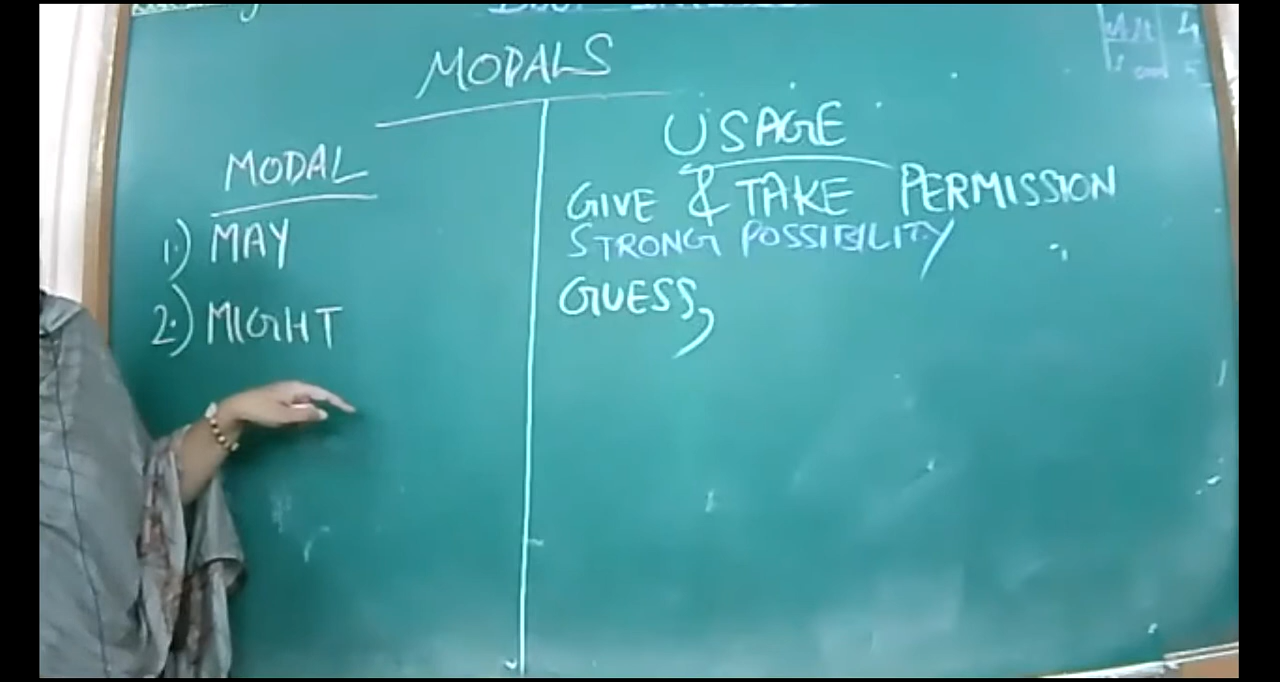 MODALS
MODAL
1.) MAY
2.) MIGHT
USAGE
GIVE & TAKE PERMISSION
STRONG POSSIBILITY
GUESS,